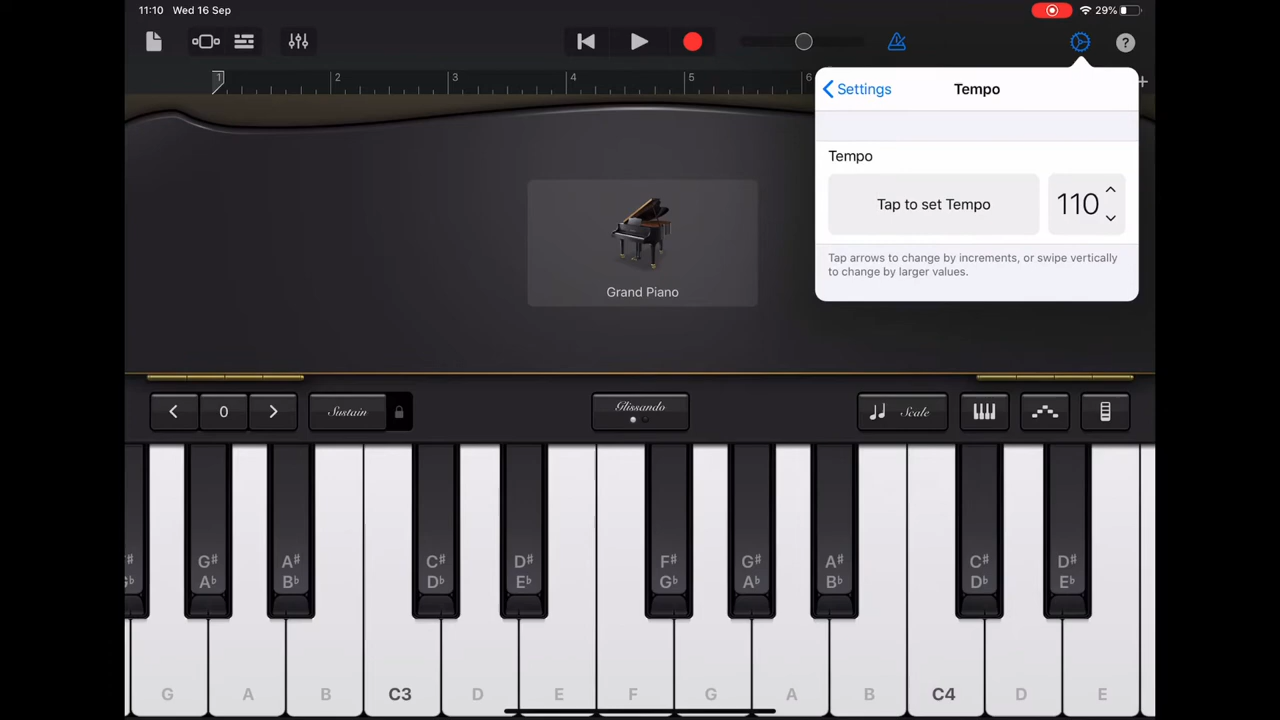 11:10 Wed 16 Sep
29%
?
1 2 3 4 5 6 +
Settings
Tempo
Tempo
Tap to set Tempo
110
Tap arrows to change by increments, or swipe vertically
to change by larger values.
Grand Piano
0
Sustain
Glissando
Scale
G♯ A♯ C♯ D♯ F♯ G♯ A♯ C♯ D♯
A♭ B♭ D♭ E♭ G♭ A♭ B♭ D♭ E♭
G A B C3 D E F G A B C4 D E